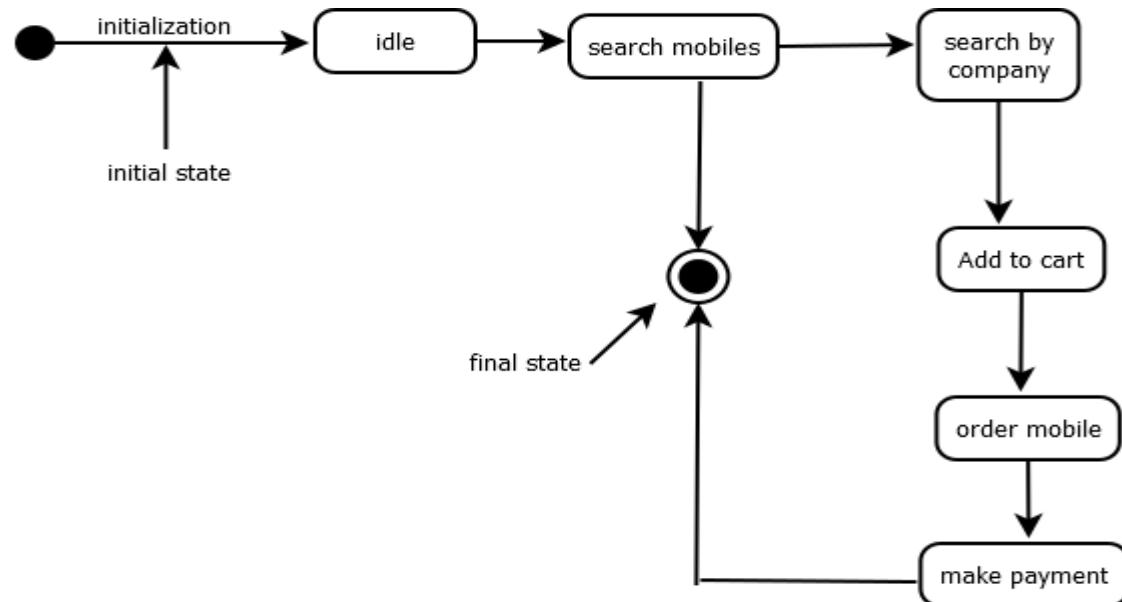 initialization
idle
search mobiles
search by
company
initial state
Add to cart
final state
order mobile
make payment